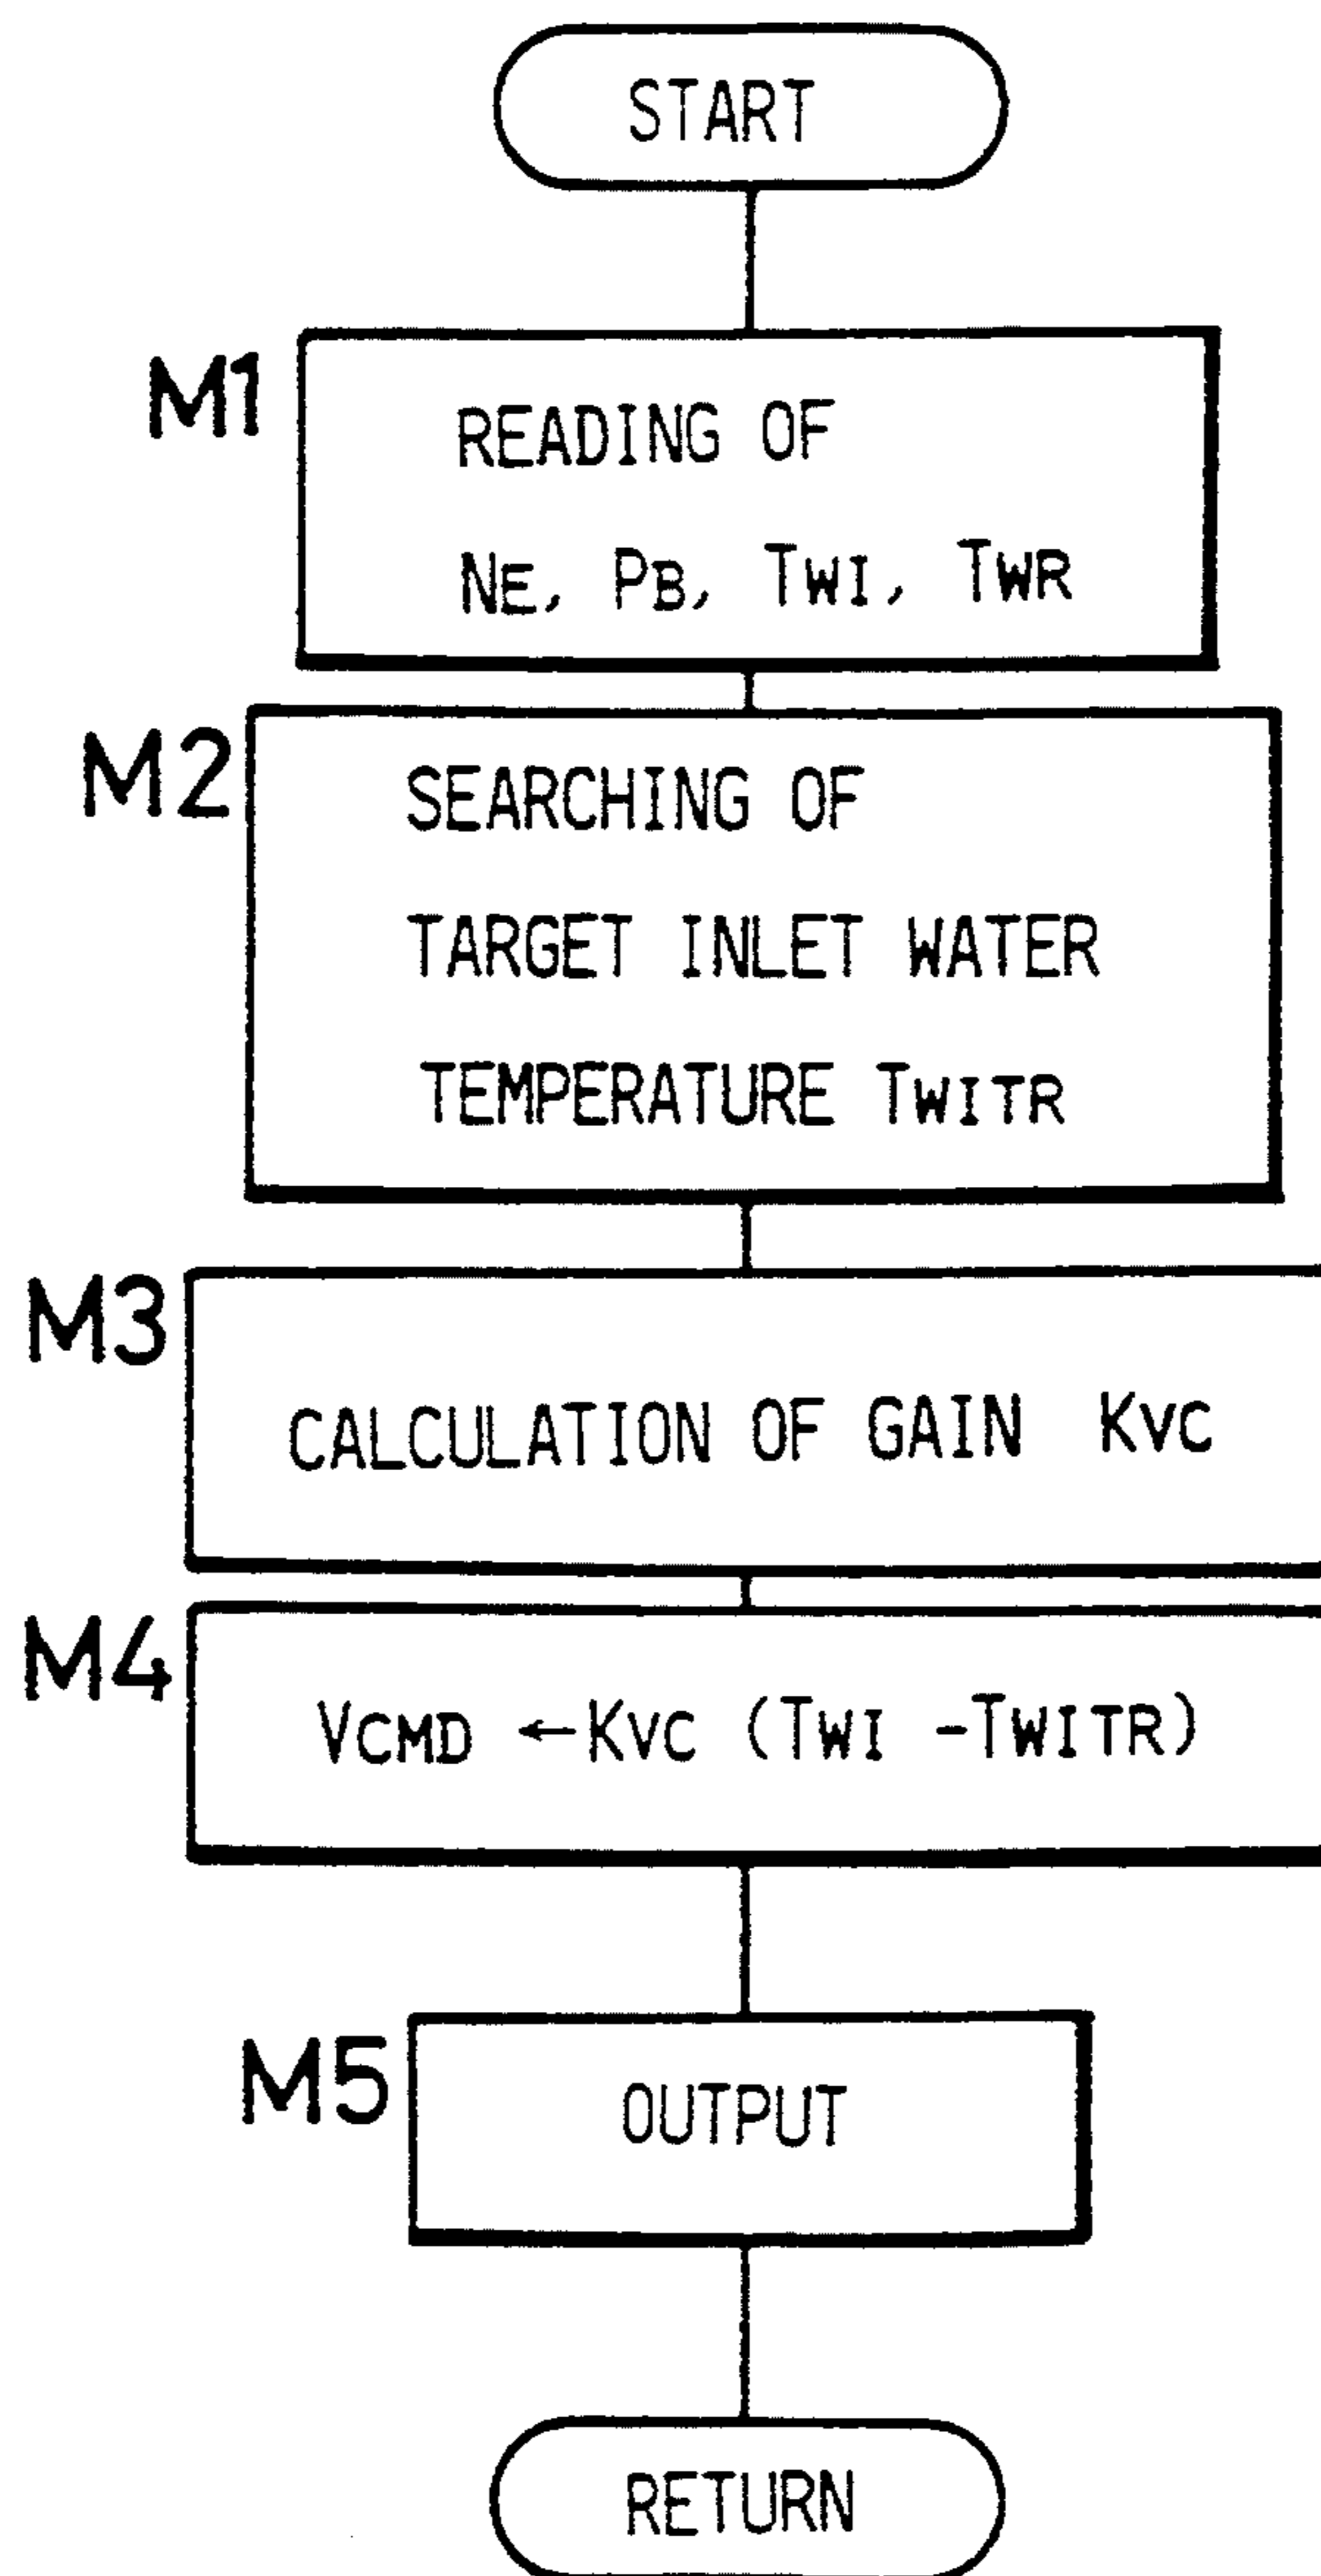 START
M1
READING OF
NE, PB, TWI, TWR
M2
SEARCHING OF
TARGET INLET WATER
TEMPERATURE TWITR
M3
CALCULATION OF GAIN KVC
M4
VCMD ←KVC (TWI -TWITR)
M5
OUTPUT
RETURN